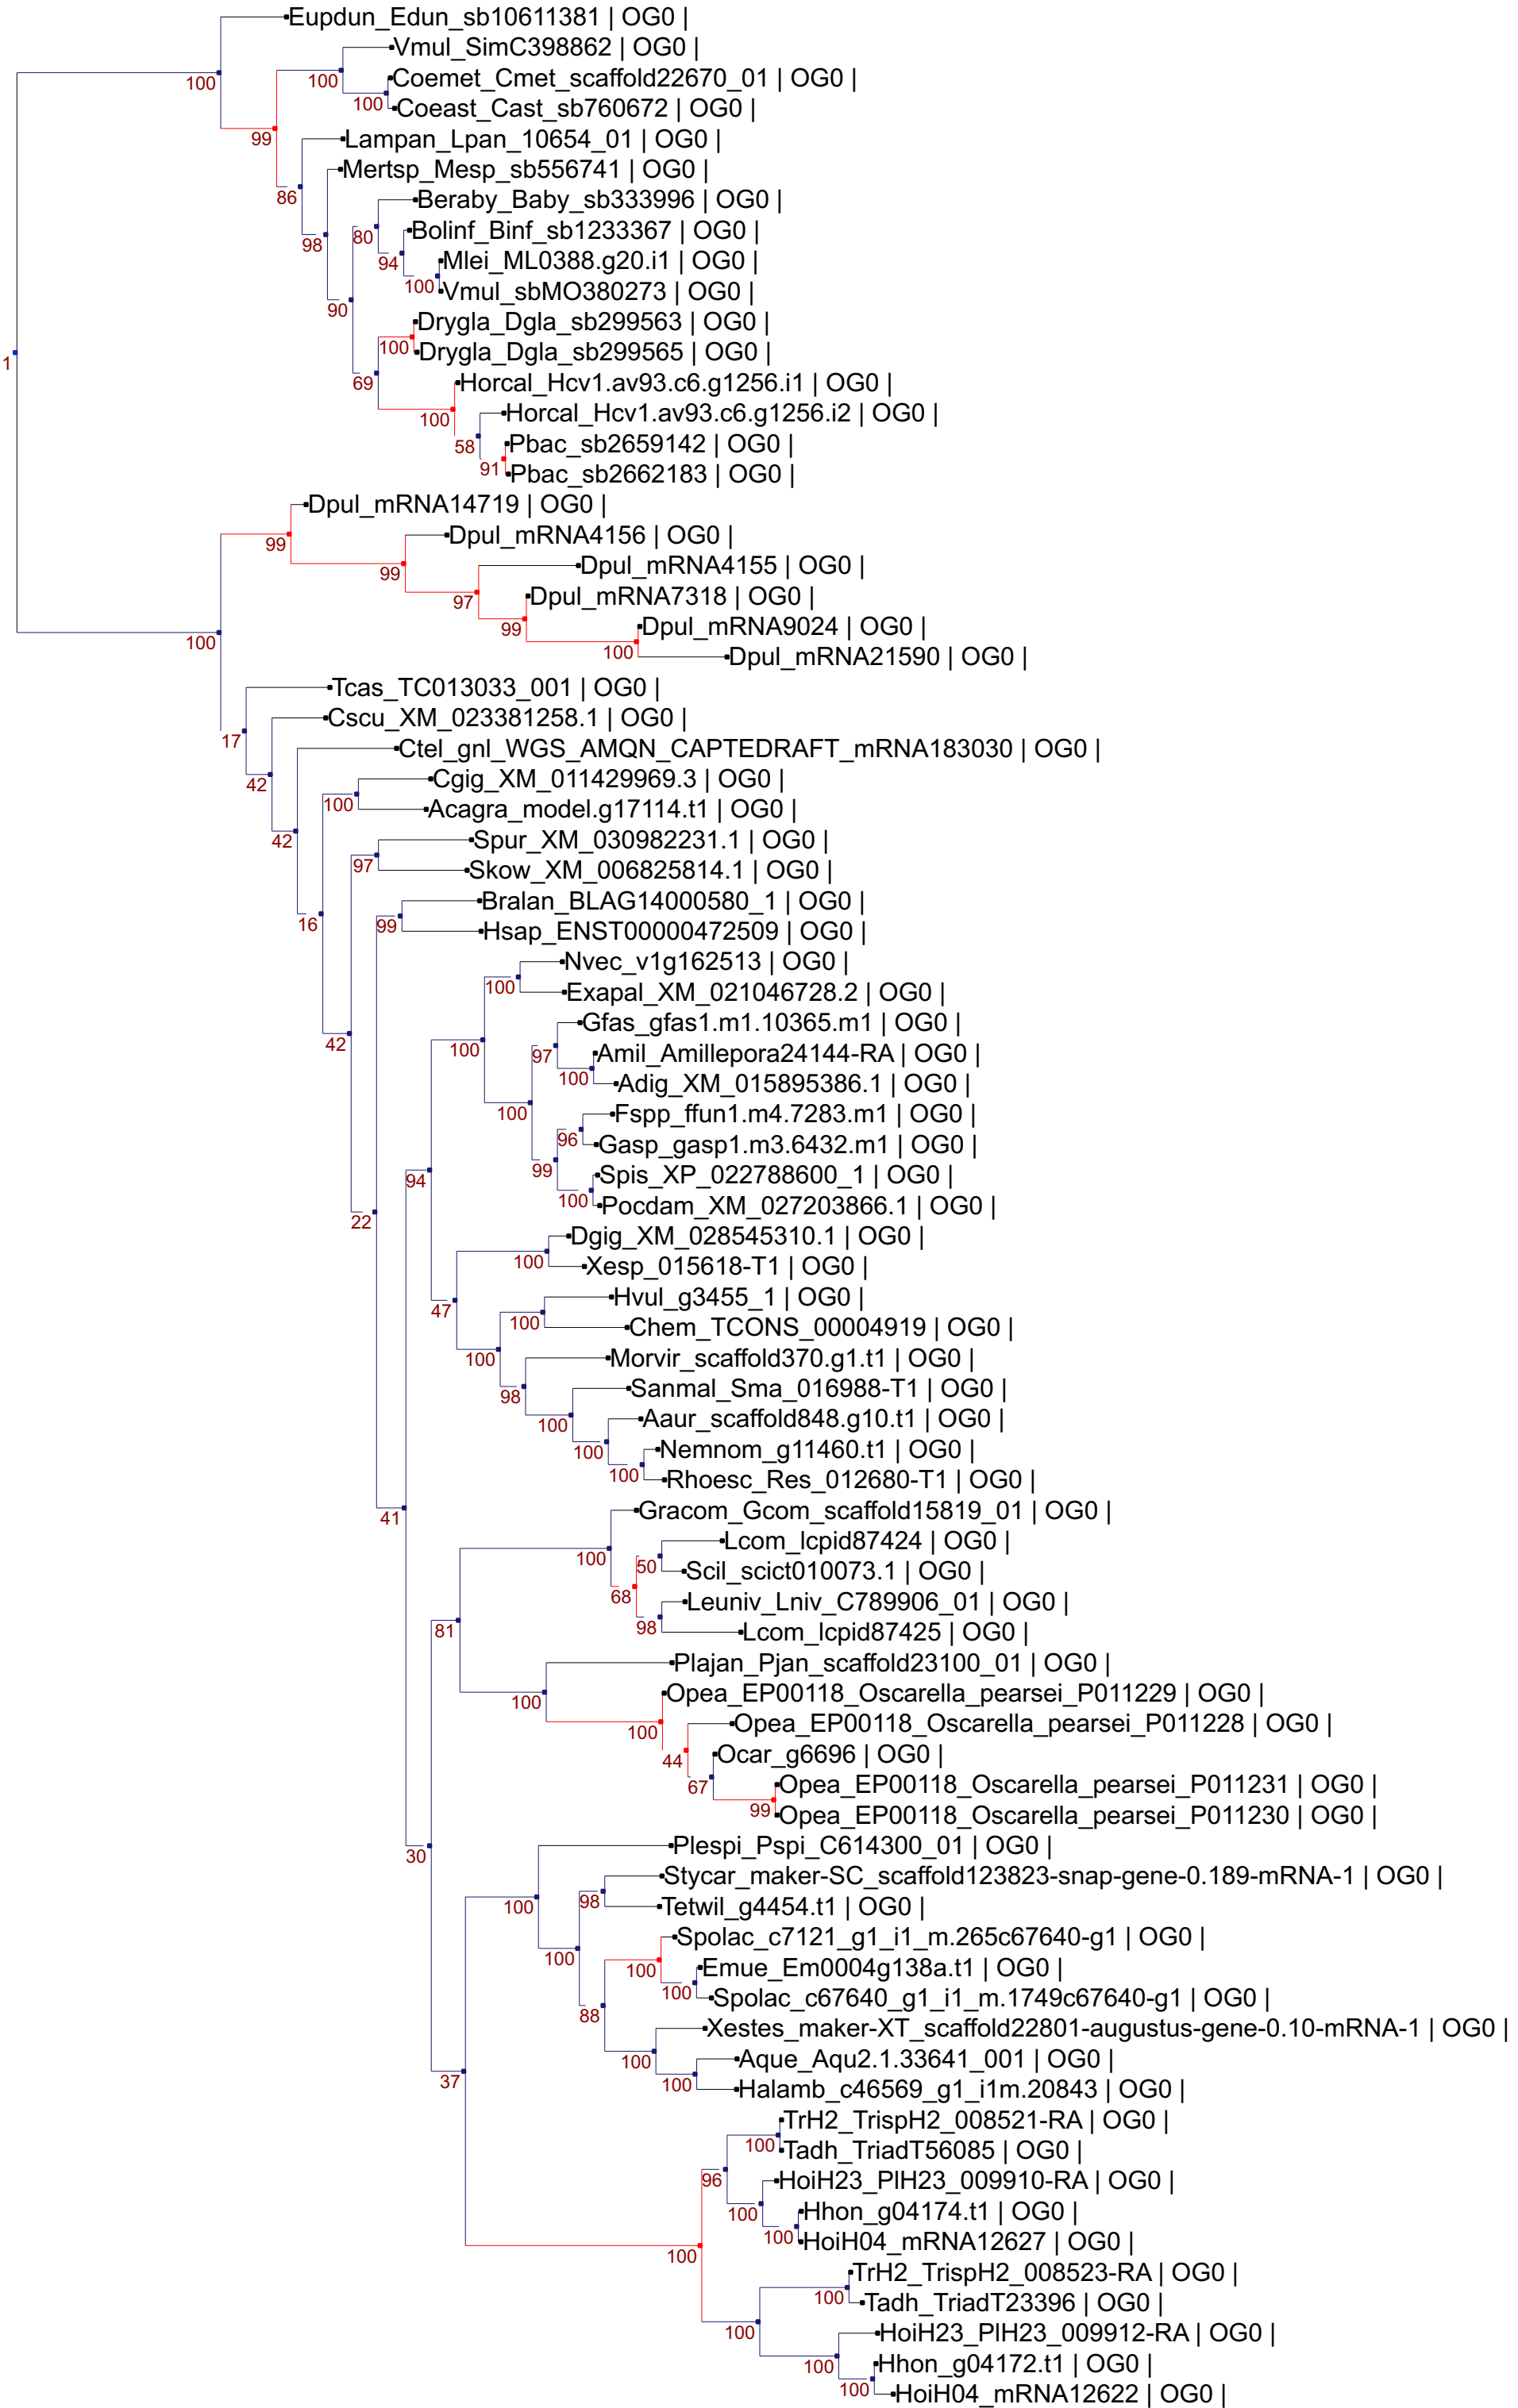 Eupdun_Edun_sb10611381 | OG0 |
Vmul_SimC398862 | OG0 |
Coemet_Cmet_scaffold22670_01 | OG0 |
100
100
Coeast_Cast_sb760672 | OG0 |
100
99
Lampan_Lpan_10654_01 | OG0 |
Mertsp_Mesp_sb556741 | OG0 |
86
Beraby_Baby_sb333996 | OG0 |
Bolinf_Binf_sb1233367 | OG0 |
80
98
Mlei_ML0388.g20.i1 | OG0 |
94
100
Vmul_sbMO380273 | OG0 |
90
Drygla_Dgla_sb299563 | OG0 |
100
Drygla_Dgla_sb299565 | OG0 |
1
69
Horcal_Hcv1.av93.c6.g1256.i1 | OG0 |
100
Horcal_Hcv1.av93.c6.g1256.i2 | OG0 |
58
Pbac_sb2659142 | OG0 |
91
Pbac_sb2662183 | OG0 |
Dpul_mRNA14719 | OG0 |
99
Dpul_mRNA4156 | OG0 |
99
Dpul_mRNA4155 | OG0 |
97
Dpul_mRNA7318 | OG0 |
99
Dpul_mRNA9024 | OG0 |
100
100
Dpul_mRNA21590 | OG0 |
Tcas_TC013033_001 | OG0 |
Cscu_XM_023381258.1 | OG0 |
17
Ctel_gnl_WGS_AMQN_CAPTEDRAFT_mRNA183030 | OG0 |
42
Cgig_XM_011429969.3 | OG0 |
100
Acagra_model.g17114.t1 | OG0 |
42
Spur_XM_030982231.1 | OG0 |
97
Skow_XM_006825814.1 | OG0 |
Bralan_BLAG14000580_1 | OG0 |
16
99
Hsap_ENST00000472509 | OG0 |
Nvec_v1g162513 | OG0 |
100
Exapal_XM_021046728.2 | OG0 |
Gfas_gfas1.m1.10365.m1 | OG0 |
42
100
97
Amil_Amillepora24144-RA | OG0 |
100
Adig_XM_015895386.1 | OG0 |
100
Fspp_ffun1.m4.7283.m1 | OG0 |
96
Gasp_gasp1.m3.6432.m1 | OG0 |
99
Spis_XP_022788600_1 | OG0 |
94
100
Pocdam_XM_027203866.1 | OG0 |
22
Dgig_XM_028545310.1 | OG0 |
100
Xesp_015618-T1 | OG0 |
Hvul_g3455_1 | OG0 |
47
100
Chem_TCONS_00004919 | OG0 |
100
Morvir_scaffold370.g1.t1 | OG0 |
98
Sanmal_Sma_016988-T1 | OG0 |
100
Aaur_scaffold848.g10.t1 | OG0 |
100
Nemnom_g11460.t1 | OG0 |
100
Rhoesc_Res_012680-T1 | OG0 |
Gracom_Gcom_scaffold15819_01 | OG0 |
41
Lcom_lcpid87424 | OG0 |
100
50
Scil_scict010073.1 | OG0 |
68
Leuniv_Lniv_C789906_01 | OG0 |
98
Lcom_lcpid87425 | OG0 |
81
Plajan_Pjan_scaffold23100_01 | OG0 |
Opea_EP00118_Oscarella_pearsei_P011229 | OG0 |
100
Opea_EP00118_Oscarella_pearsei_P011228 | OG0 |
100
Ocar_g6696 | OG0 |
44
Opea_EP00118_Oscarella_pearsei_P011231 | OG0 |
67
99
Opea_EP00118_Oscarella_pearsei_P011230 | OG0 |
30
Plespi_Pspi_C614300_01 | OG0 |
Stycar_maker-SC_scaffold123823-snap-gene-0.189-mRNA-1 | OG0 |
100
98
Tetwil_g4454.t1 | OG0 |
Spolac_c7121_g1_i1_m.265c67640-g1 | OG0 |
100
100
Emue_Em0004g138a.t1 | OG0 |
100
Spolac_c67640_g1_i1_m.1749c67640-g1 | OG0 |
88
Xestes_maker-XT_scaffold22801-augustus-gene-0.10-mRNA-1 | OG0 |
100
Aque_Aqu2.1.33641_001 | OG0 |
37
100
Halamb_c46569_g1_i1m.20843 | OG0 |
TrH2_TrispH2_008521-RA | OG0 |
100
Tadh_TriadT56085 | OG0 |
96
HoiH23_PlH23_009910-RA | OG0 |
100
Hhon_g04174.t1 | OG0 |
100
HoiH04_mRNA12627 | OG0 |
100
TrH2_TrispH2_008523-RA | OG0 |
100
Tadh_TriadT23396 | OG0 |
100
HoiH23_PlH23_009912-RA | OG0 |
100
Hhon_g04172.t1 | OG0 |
100
HoiH04_mRNA12622 | OG0 |